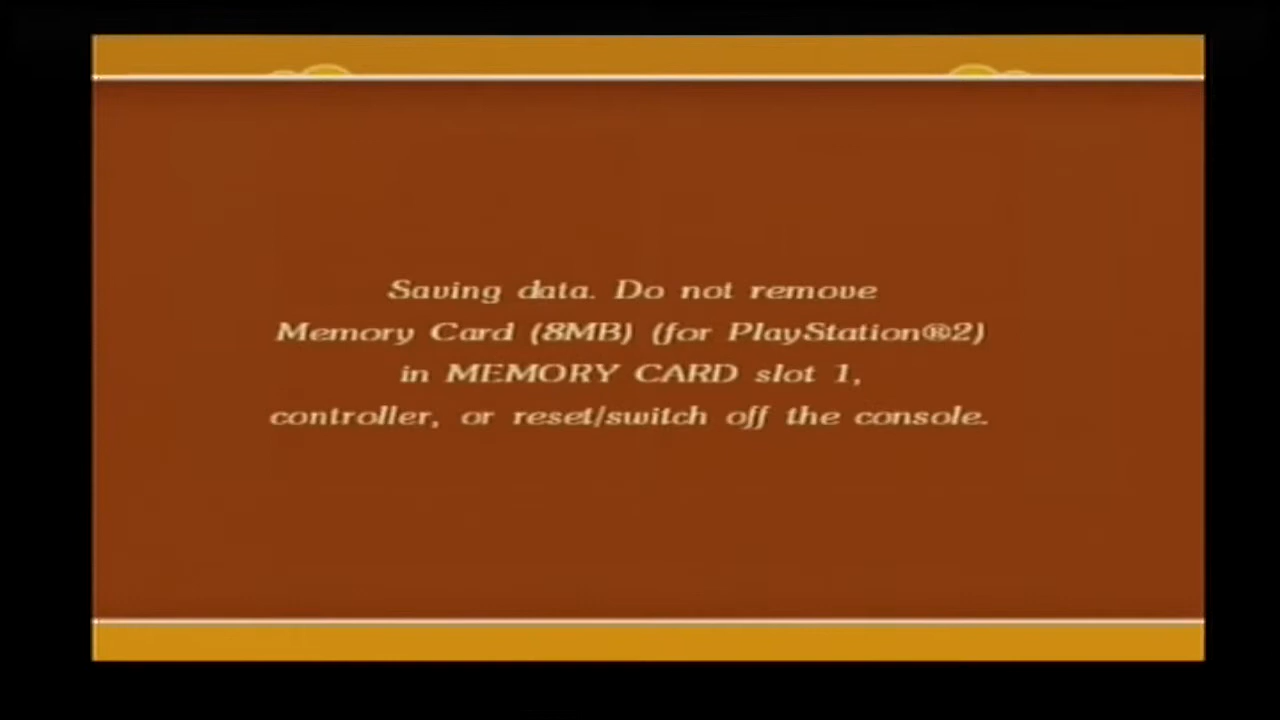 Saving data. Do not remove
Memory Card (8MB) (for PlayStation®2)
in MEMORY CARD slot 1,
controller, or reset/switch off the console.